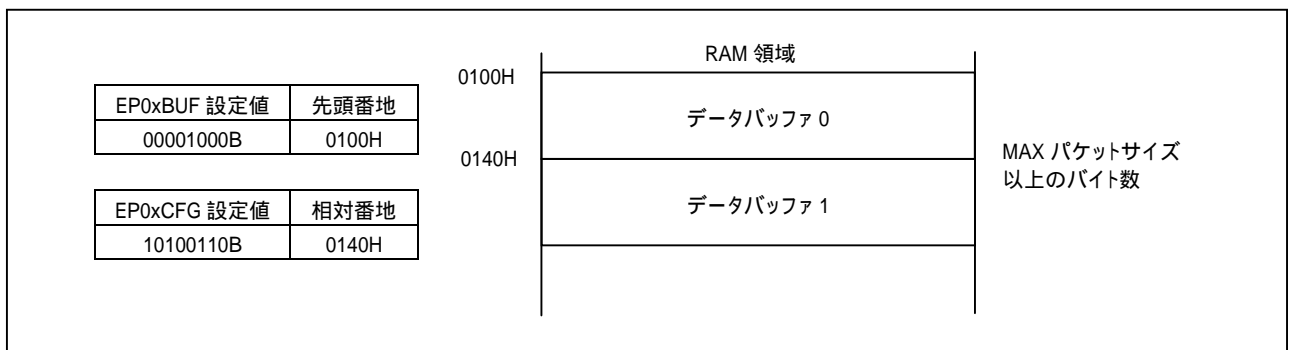 RAM 領域
0100H
EP0xBUF 設定値 先頭番地
00001000B 0100H
データバッファ 0
0140H
MAX パケットサイズ
以上のバイト数
EP0xCFG 設定値 相対番地
10100110B 0140H
データバッファ 1